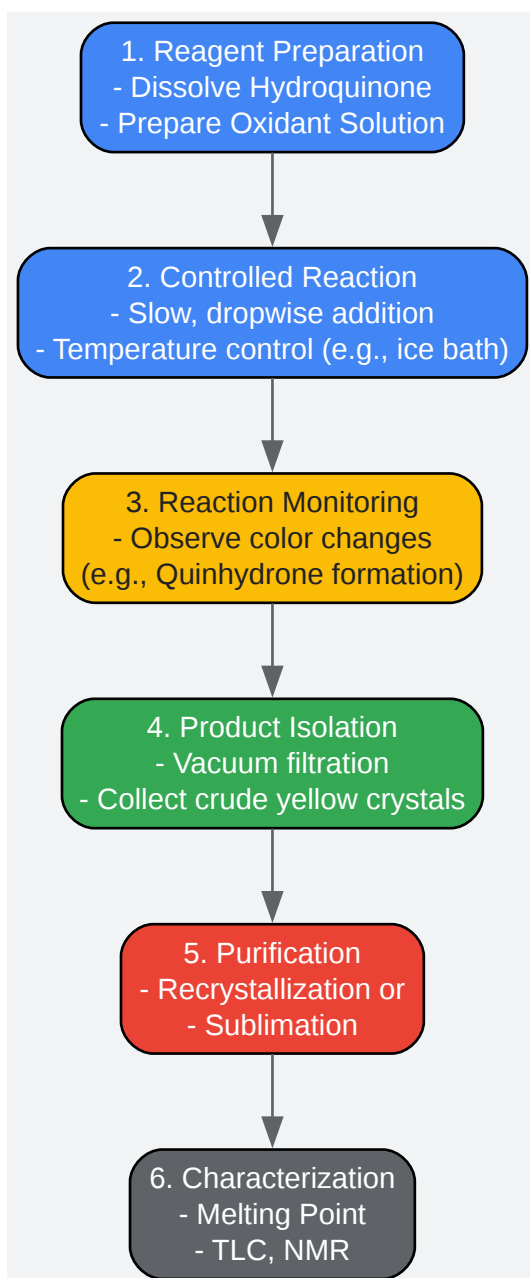 1. Reagent Preparation
- Dissolve Hydroquinone
- Prepare Oxidant Solution
2. Controlled Reaction
- Slow, dropwise addition
- Temperature control (e.g., ice bath)
3. Reaction Monitoring
- Observe color changes
(e.g., Quinhydrone formation)
4. Product Isolation
- Vacuum filtration
- Collect crude yellow crystals
5. Purification
- Recrystallization or
- Sublimation
6. Characterization
- Melting Point
- TLC, NMR